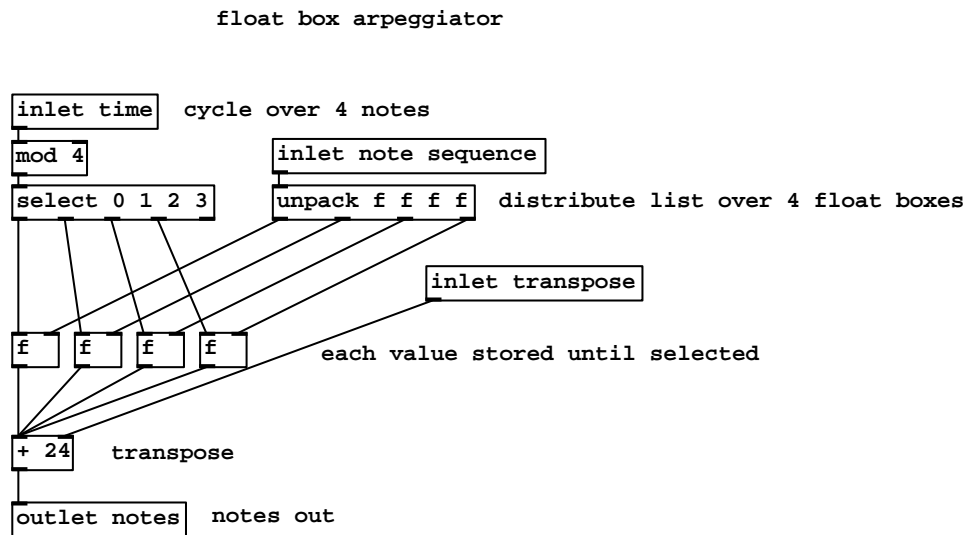 float box arpeggiator
inlet time
cycle over 4 notes
mod 4
inlet note sequence
select 0 1 2 3
unpack f f f f
distribute list over 4 float boxes
inlet transpose
f
f
f
f
each value stored until selected
+ 24
transpose
outlet notes
notes out